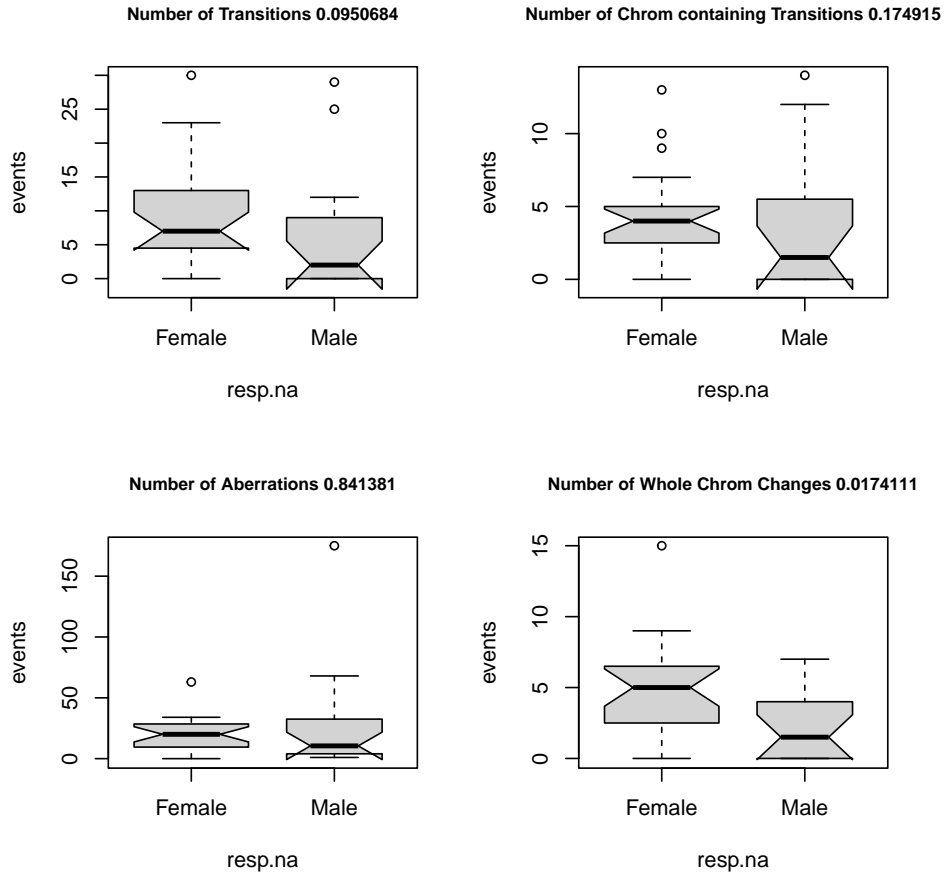 Number of Transitions 0.0950684
events
25
15
5
0
Female
Male
resp.na
Number of Chrom containing Transitions 0.174915
events
10
5
0
Female
Male
resp.na
Number of Aberrations 0.841381
events
150
50
0
Female
Male
resp.na
Number of Whole Chrom Changes 0.0174111
events
15
10
5
0
Female
Male
resp.na